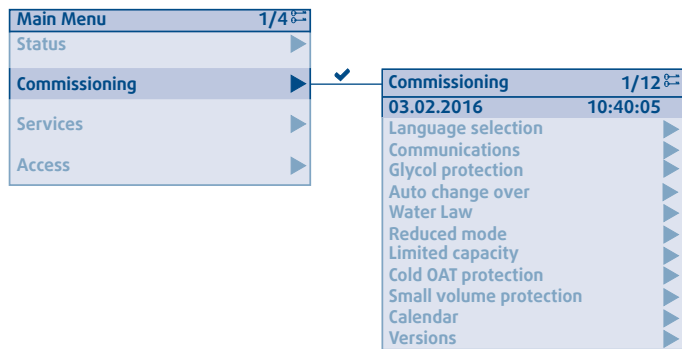 Main Menu 1/4
Status
Commissioning
Services
Access
Commissioning 1/12
03.02.2016 10:40:05
Language selection
Communications
Glycol protection
Auto change over
Water Law
Reduced mode
Limited capacity
Cold OAT protection
Small volume protection
Calendar
Versions